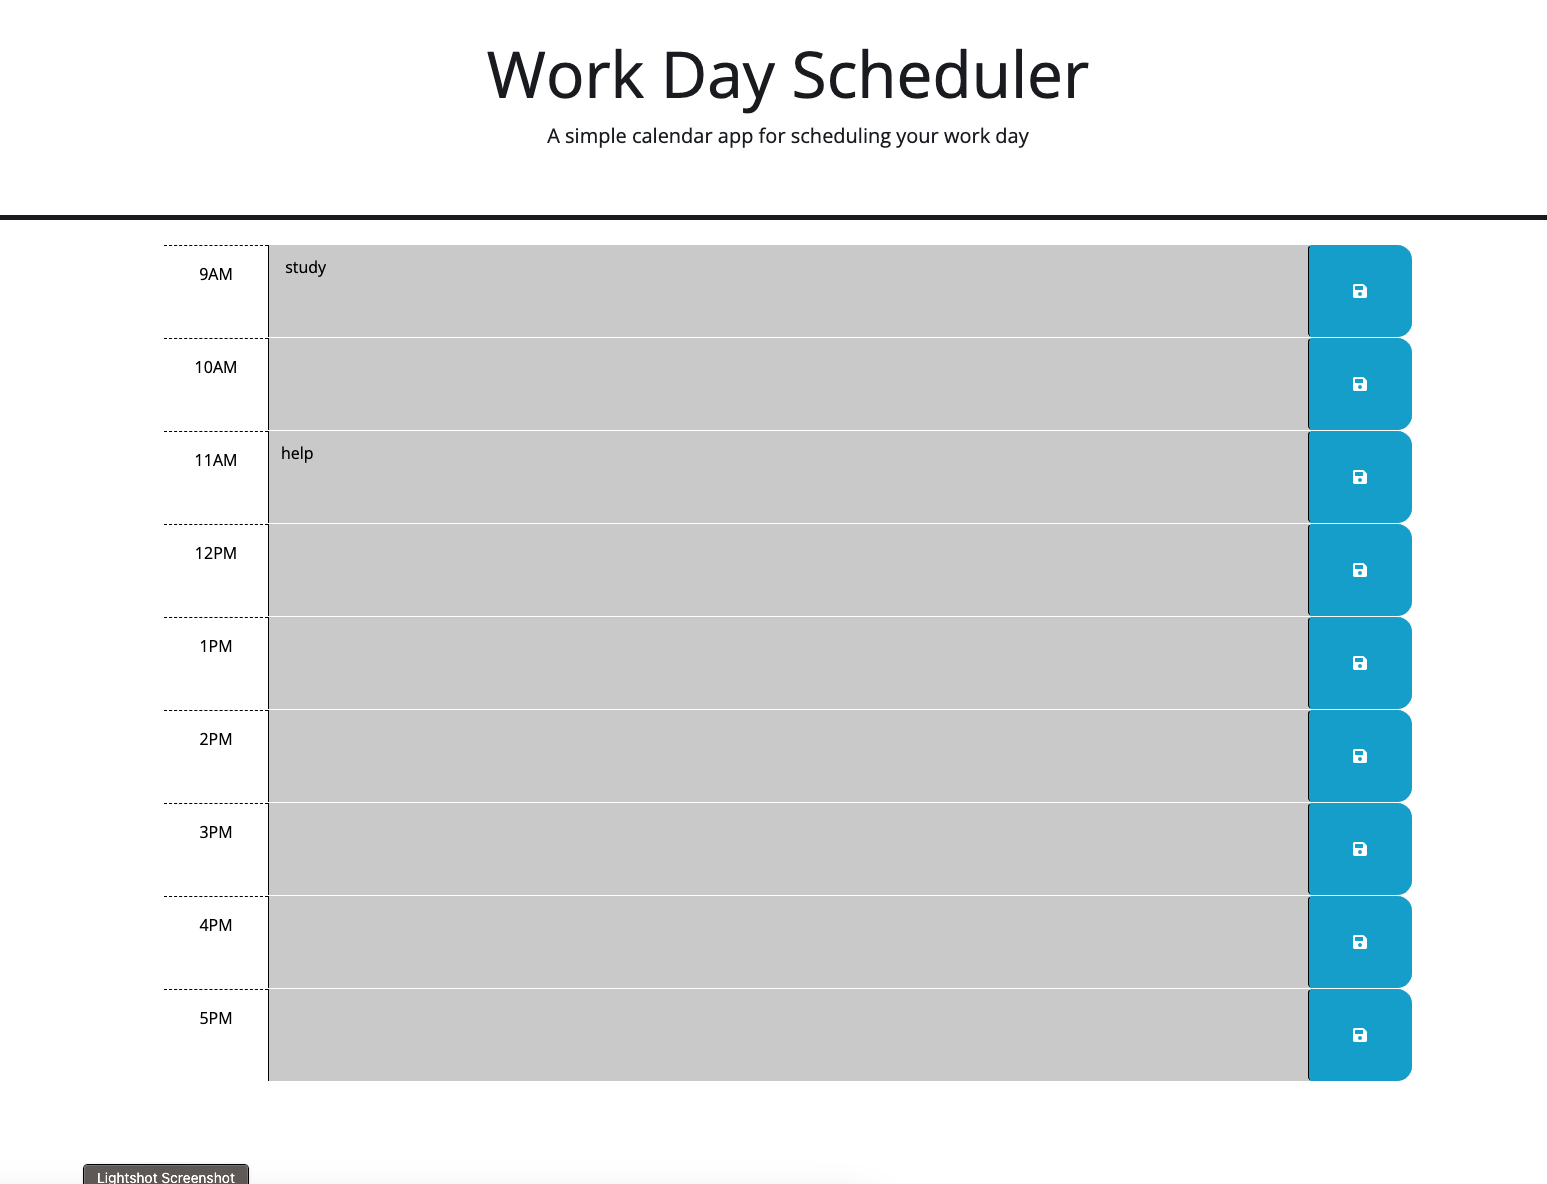 Work Day Scheduler
A simple calendar app for scheduling your work day
9AM
study
10AM
11AM
help
12PM
1PM
2PM
3PM
4PM
5PM
Lightshot Screenshot